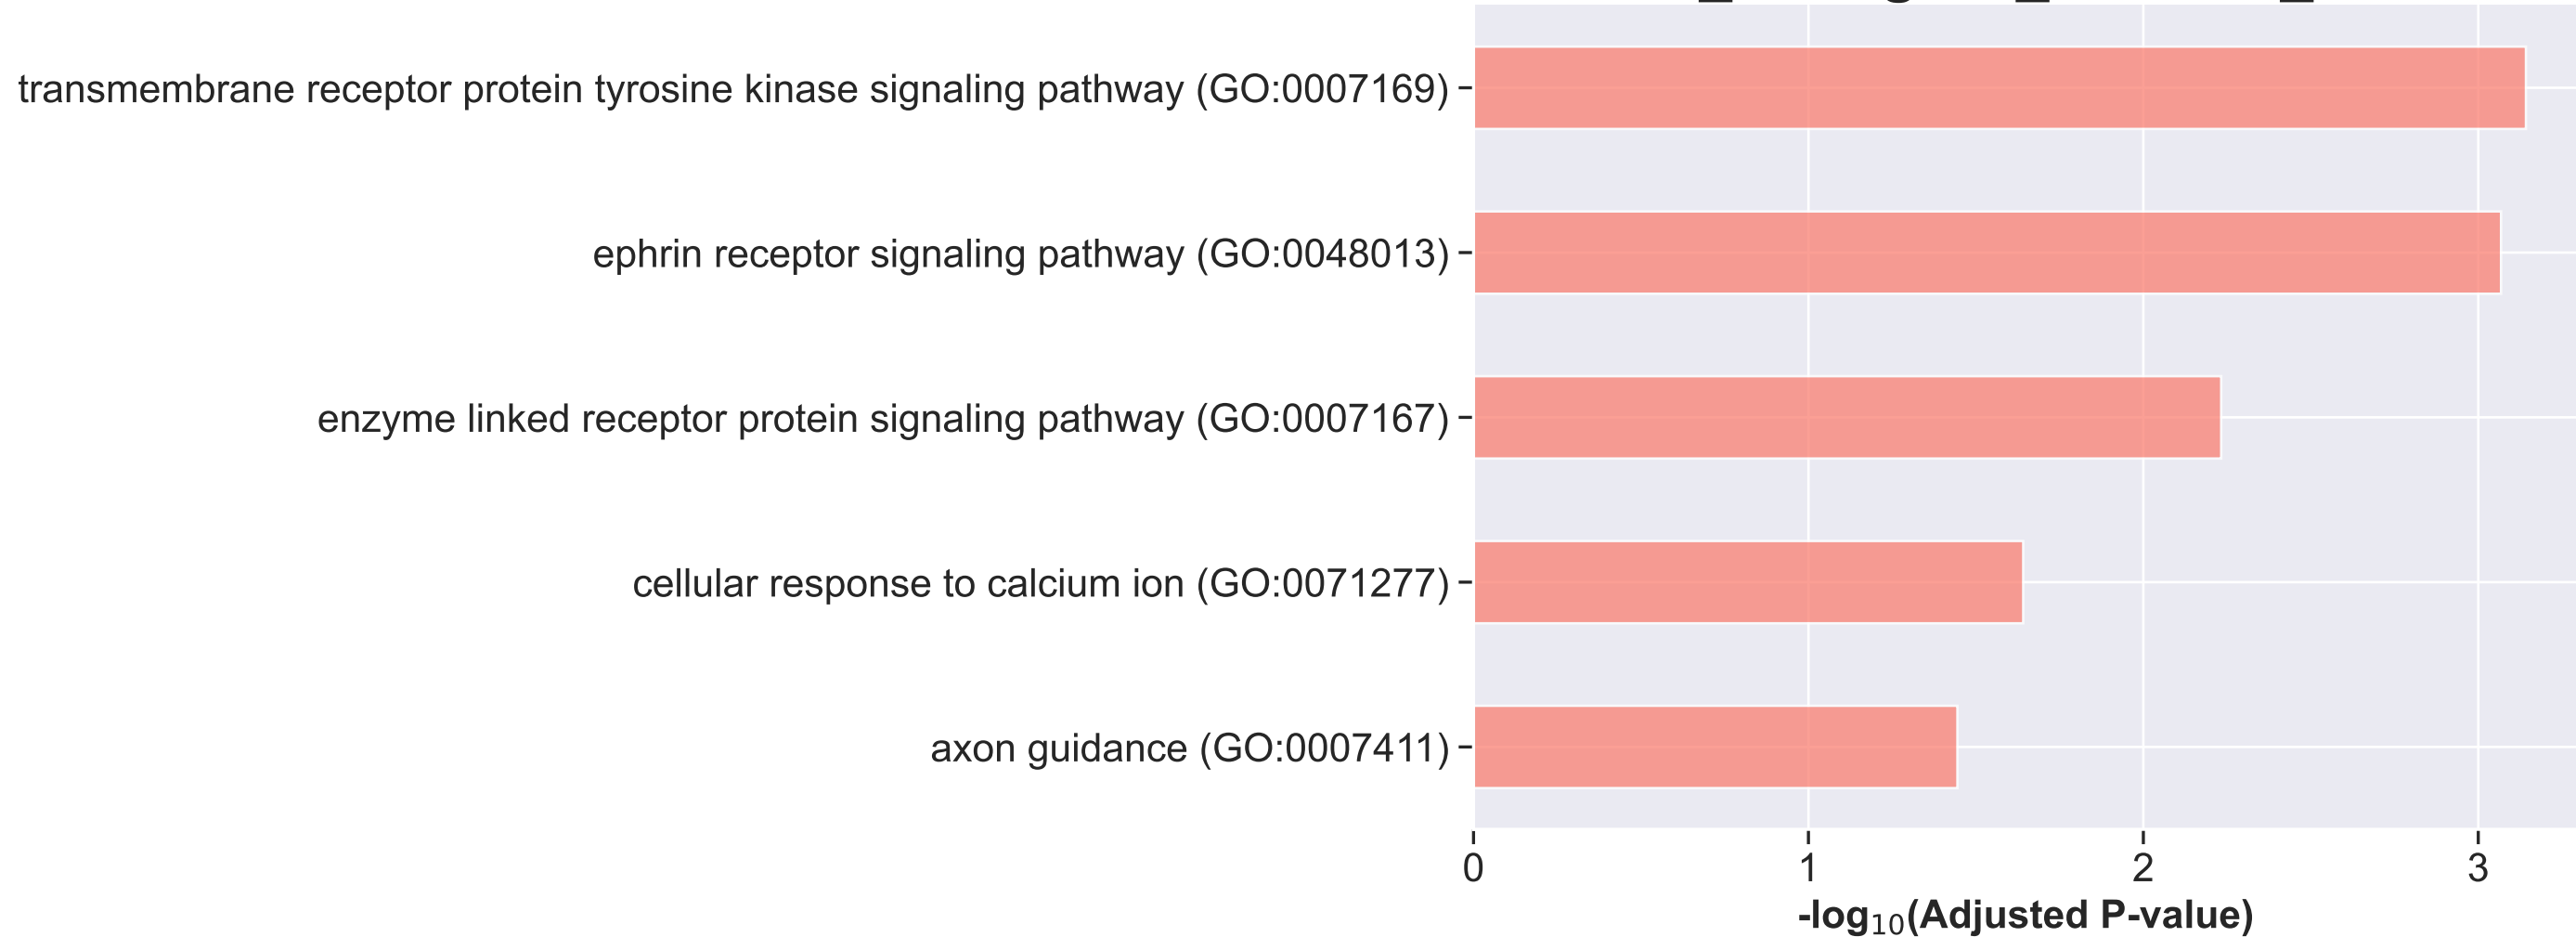 transmembrane receptor protein tyrosine kinase signaling pathway (GO:0007169)
ephrin receptor signaling pathway (GO:0048013)
enzyme linked receptor protein signaling pathway (GO:0007167)
cellular response to calcium ion (GO:0071277)
axon guidance (GO:0007411)
0 1 2 3
-log₁₀(Adjusted P-value)